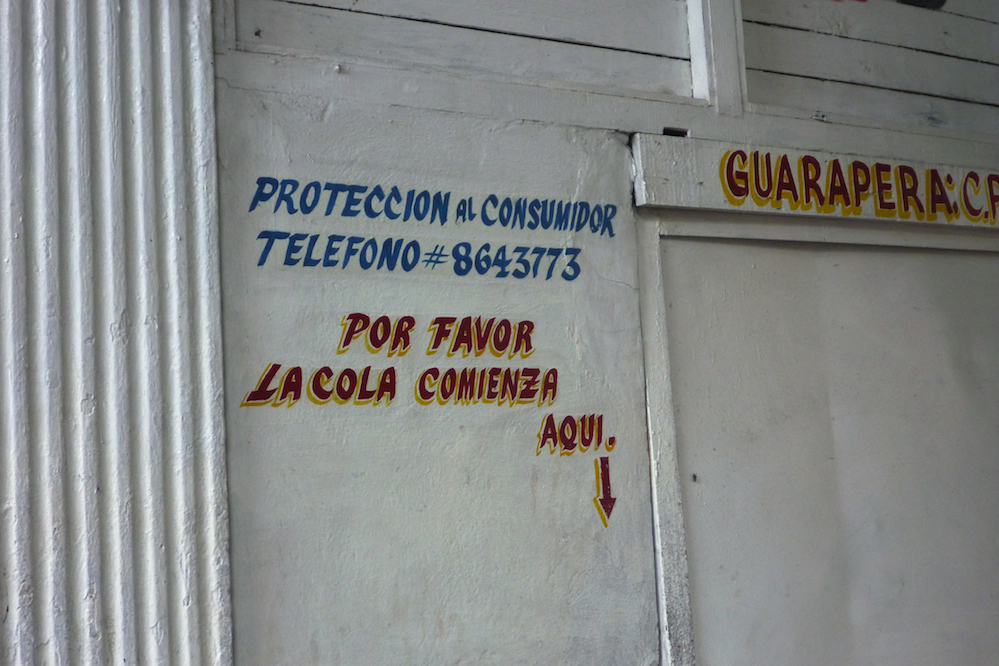 PROTECCION AL CONSUMIDOR
TELEFONO # 8643773
POR FAVOR
LA COLA COMIENZA
AQUI.
GUARAPERA: C.P